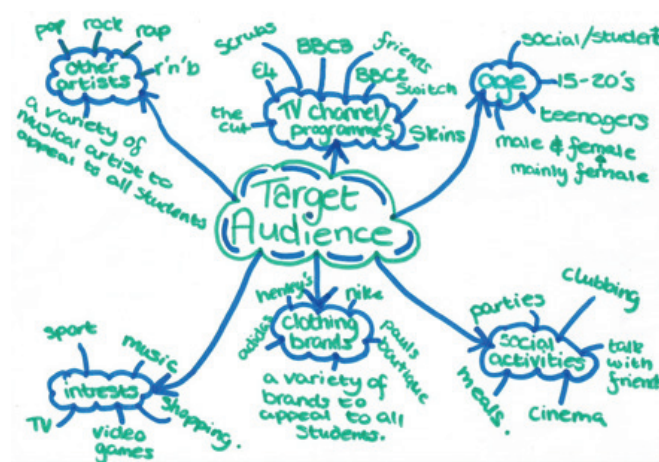 Target
Audience
other
artists
pop
rock
rap
r'n'b
a variety of
musical artist to
appeal to all students
TV channel/
programmes
the cut
E4
Scrubs
BBC3
friends
BBC2
Switch
Skins
age
social/student
15-20's
teenagers
male & female
mainly female
intrests
sport
music
shopping.
video
games
TV
clothing
brands
adidas
henley's
nike
pauls
boutique
a variety of
brands to
appeal to all
students.
social
activities
parties
clubbing
talk
with
friends
cinema
meals.